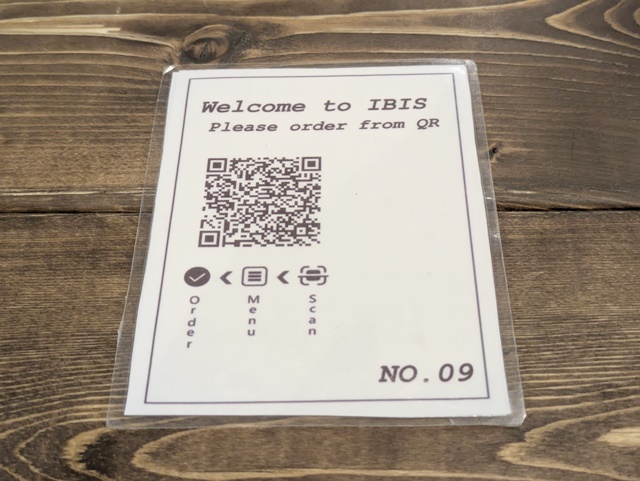 Welcome to IBIS
Please order from QR
Order
Menu
Scan
NO.09